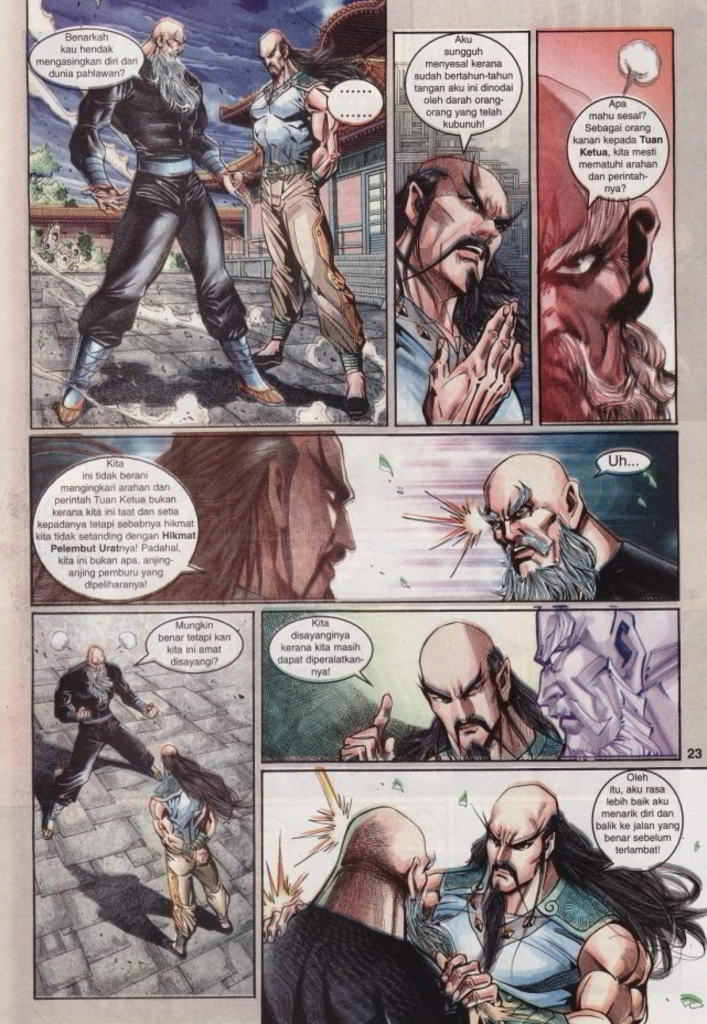 Benarkah
kau hendak
mengasingkan diri dari
dunia pahlawan?
......
......
Aku
sungguh
menyesal kerana
sudah bertahun-tahun
tangan aku ini dinodai
oleh darah orang-
orang yang telah
kubunuh!
Apa
mahu sesal?
Sebagai orang
kanan kepada Tuan
Ketua, kita mesti
mematuhi arahan
dan perintah-
nya?
Kita
ini tidak berani
mengingkari arahan dan
perintah Tuan Ketua bukan
kerana kita ini taat dan setia
kepadanya tetapi sebabnya hikmat
kita tidak setanding dengan Hikmat
Pelembut Uratnya! Padahal,
kita ini bukan apa, anjing-
anjing pemburu yang
dipeliharanya!
Uh...
Mungkin
benar tetapi kan
kita ini amat
disayangi?
Kita
disayanginya
kerana kita masih
dapat diperalatkan-
nya!
23
Oleh
itu, aku rasa
lebih baik aku
menarik diri dan
balik ke jalan yang
benar sebelum
terlambat!